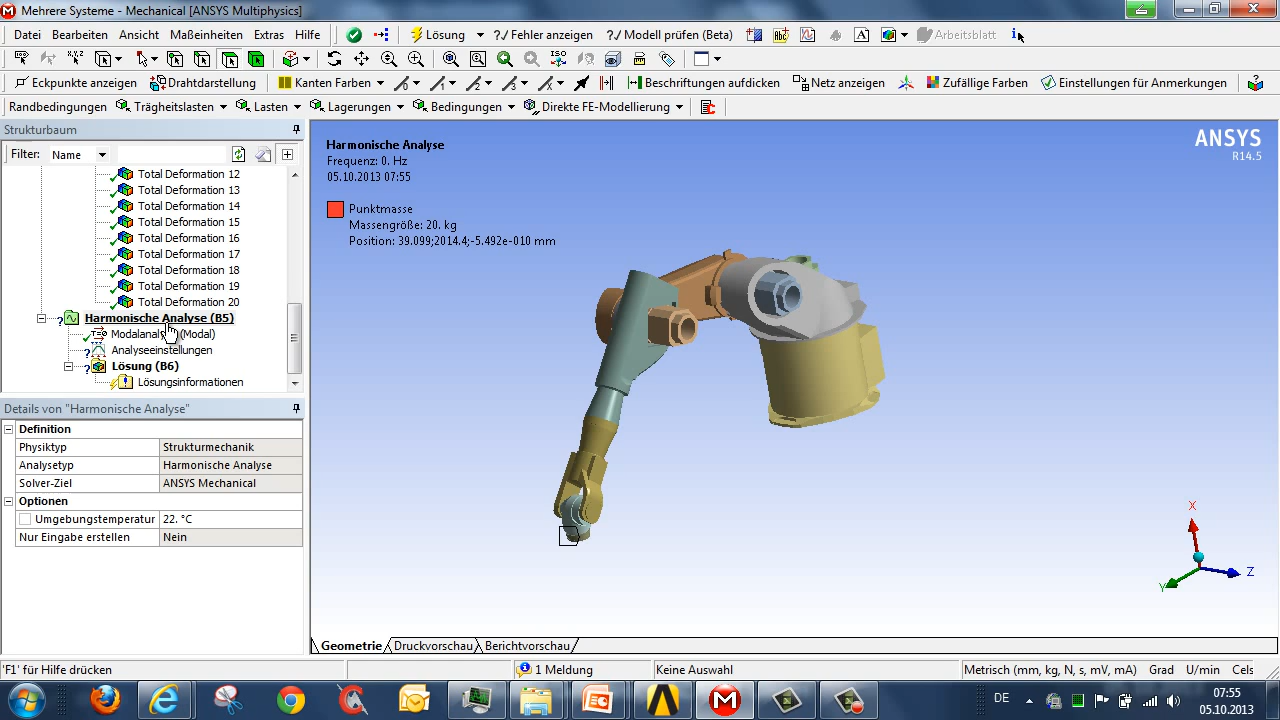 Mehrere Systeme - Mechanical [ANSYS Multiphysics]
Datei Bearbeiten Ansicht Maßeinheiten Extras Hilfe Lösung ?/ Fehler anzeigen ?/ Modell prüfen (Beta) Arbeitsblatt
Eckpunkte anzeigen Drahtdarstellung Kanten Farben Beschriftungen aufdicken Netz anzeigen Zufällige Farben Einstellungen für Anmerkungen
Randbedingungen Trägheitslasten Lasten Lagerungen Bedingungen Direkte FE-Modellierung
Strukturbaum
Filter: Name
Total Deformation 12
Total Deformation 13
Total Deformation 14
Total Deformation 15
Total Deformation 16
Total Deformation 17
Total Deformation 18
Total Deformation 19
Total Deformation 20
Harmonische Analyse (B5)
(Modal)
Analyseeinstellungen
Lösung (B6)
Lösungsinformationen
Details von "Harmonische Analyse"
Definition
Physiktyp Strukturmechanik
Analysetyp Harmonische Analyse
Solver-Ziel ANSYS Mechanical
Optionen
Umgebungstemperatur 22. °C
Nur Eingabe erstellen Nein
Harmonische Analyse
Frequenz: 0. Hz
05.10.2013 07:55
Punktmasse
Massengröße: 20. kg
Position: 39.099;2014.4;-5.492e-010 mm
ANSYS
R14.5
X
Y
Z
Geometrie Druckvorschau Berichtvorschau
'F1' für Hilfe drücken 1 Meldung Keine Auswahl Metrisch (mm, kg, N, s, mV, mA) Grad U/min Cels
DE 07:55
05.10.2013